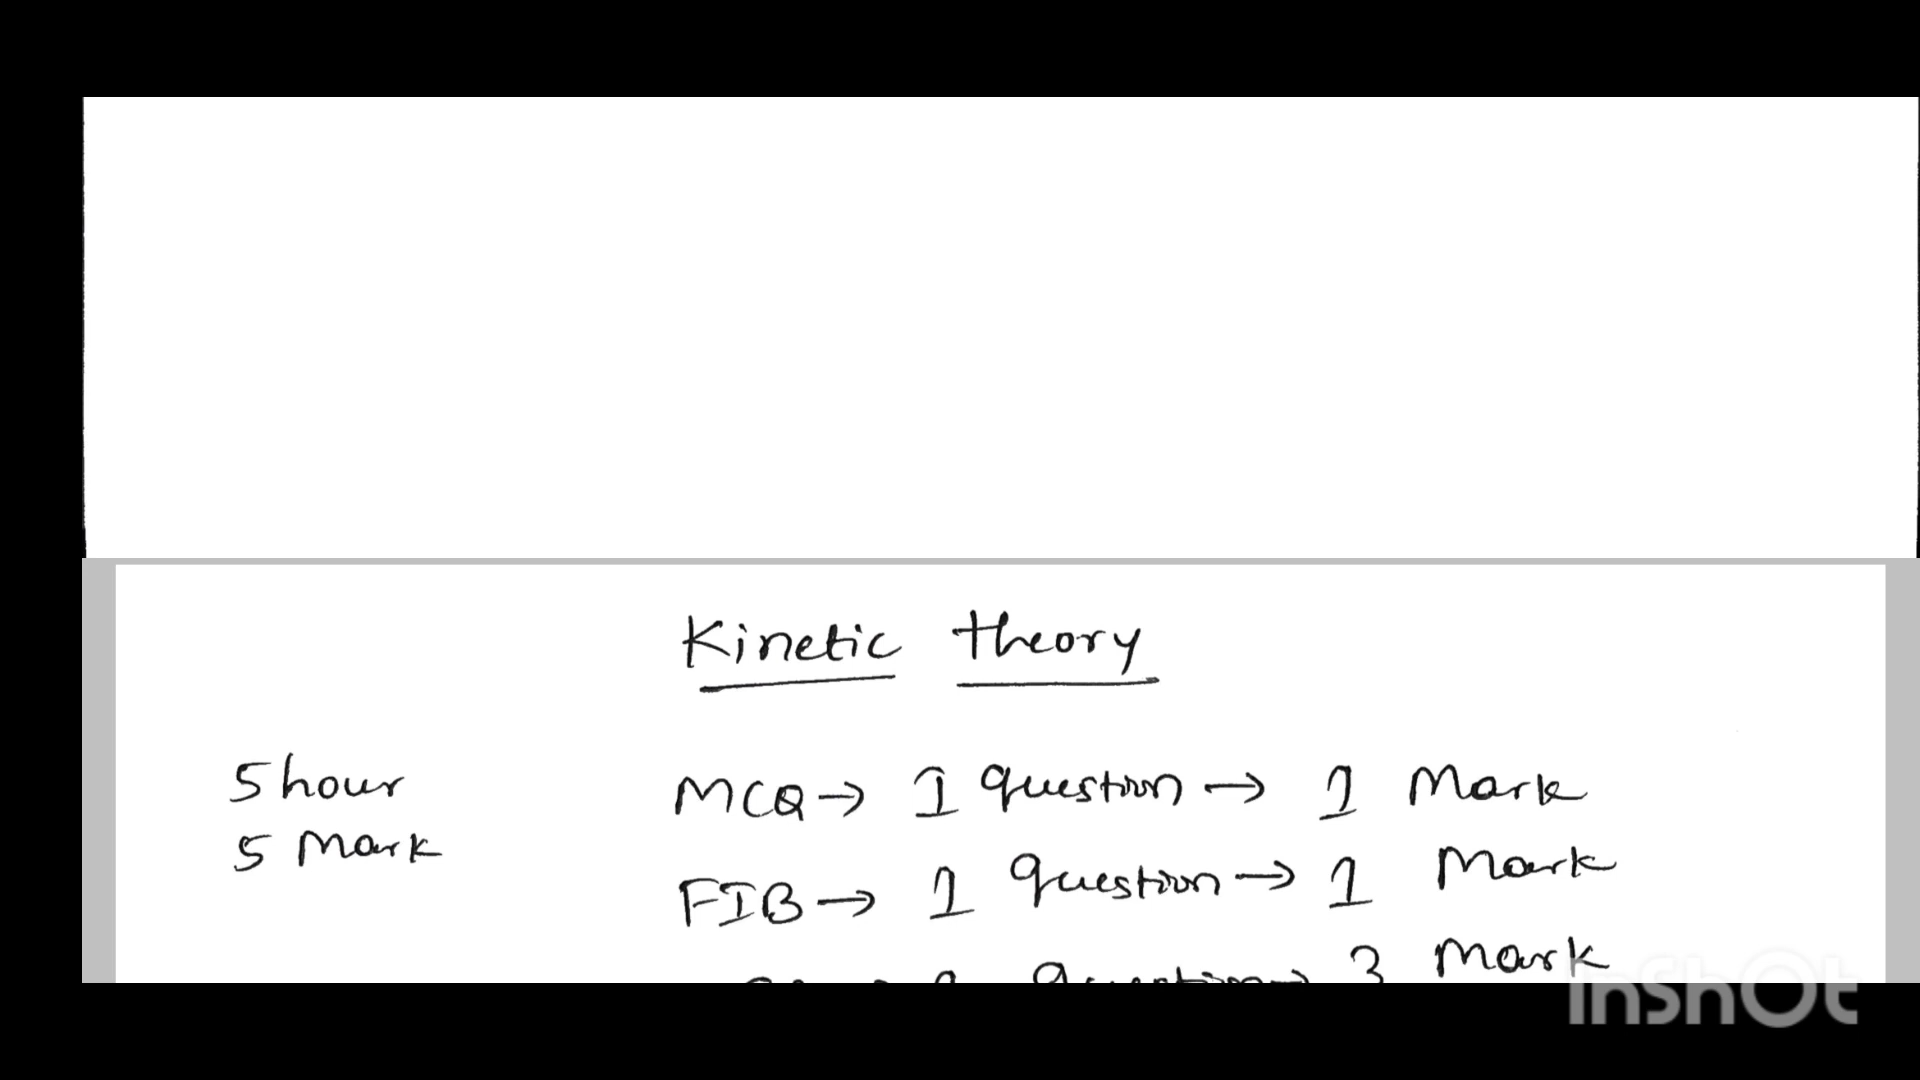 Kinetic theory
5 hour
5 Mark
MCQ → 1 question → 1 Mark
FIB → 1 question → 1 Mark
question → 3 Mark
InShOt